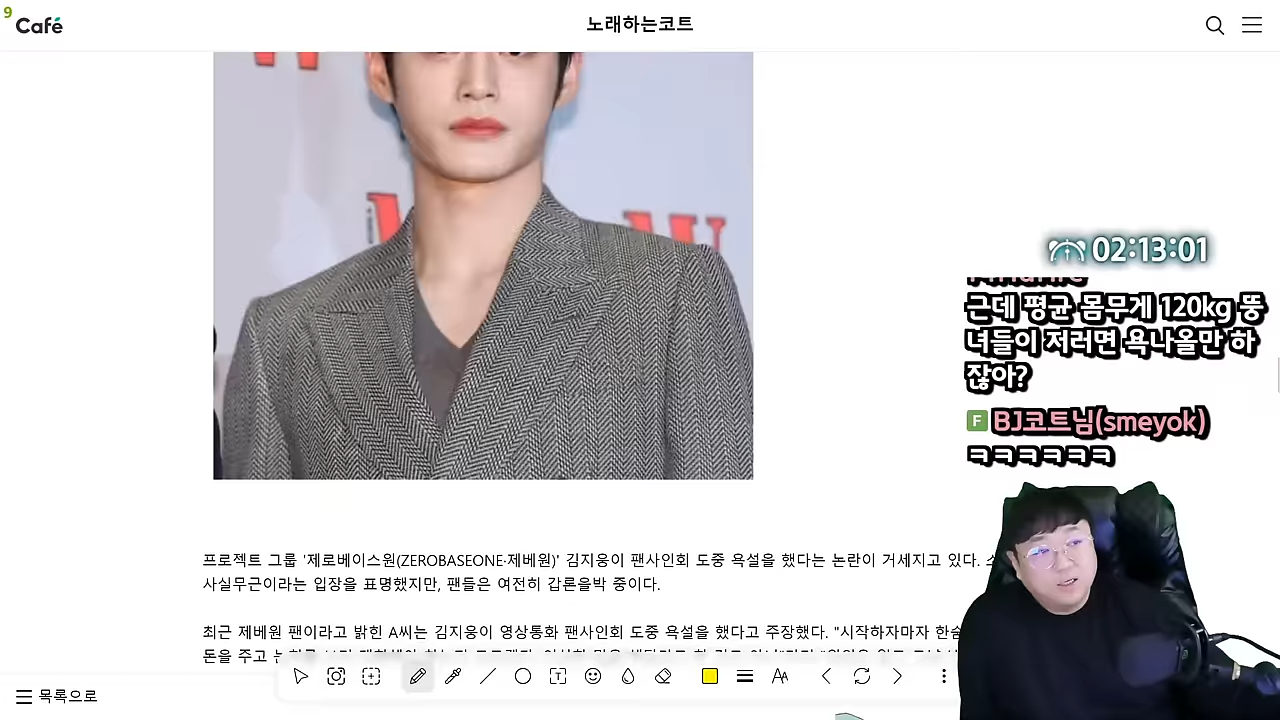 9
Café
노래하는코트
W
W
W
02:13:01
근데 평균 몸무게 120kg 뚱
녀들이 저러면 욕나올만 하
잖아?
F BJ코트님(smeyok)
ㅋㅋㅋㅋㅋㅋ
프로젝트 그룹 '제로베이스원(ZEROBASEONE·제베원)' 김지웅이 팬사인회 도중 욕설을 했다는 논란이 거세지고 있다.
사실무근이라는 입장을 표명했지만, 팬들은 여전히 갑론을박 중이다.
최근 제베원 팬이라고 밝힌 A씨는 김지웅이 영상통화 팬사인회 도중 욕설을 했다고 주장했다. "시작하자마자 한숨
돈을 주고
목록으로